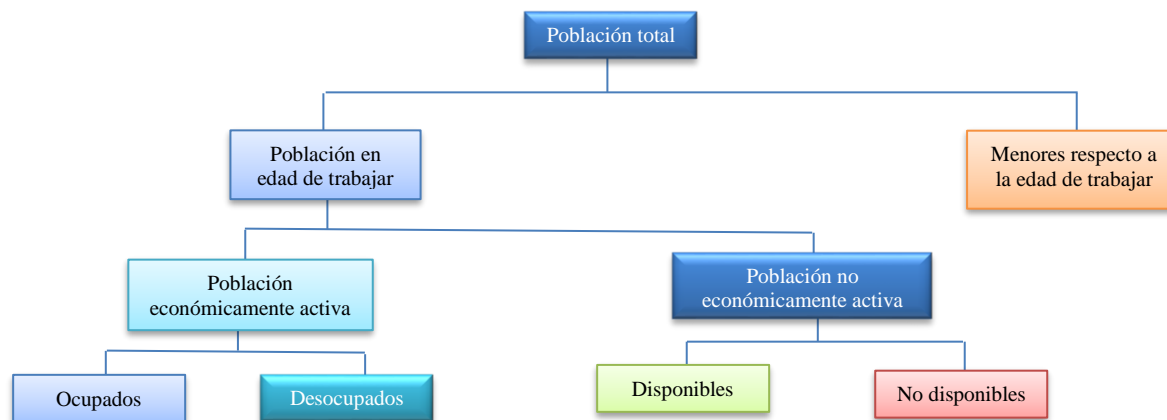 Población total
Población en
edad de trabajar
Menores respecto a
la edad de trabajar
Población
económicamente activa
Población no
económicamente activa
Ocupados
Desocupados
Disponibles
No disponibles